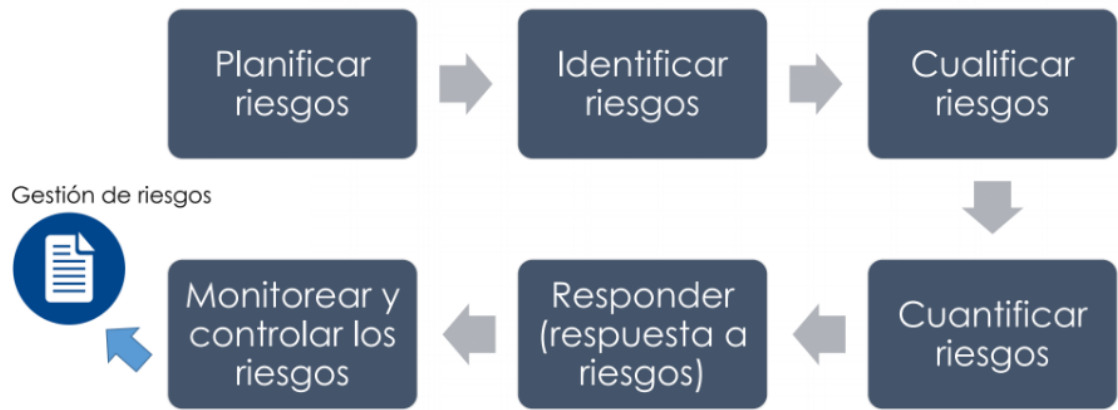 Planificar
riesgos
Identificar
riesgos
Cualificar
riesgos
Gestión de riesgos
Monitorear y
controlar los
riesgos
Responder
(respuesta a
riesgos)
Cuantificar
riesgos